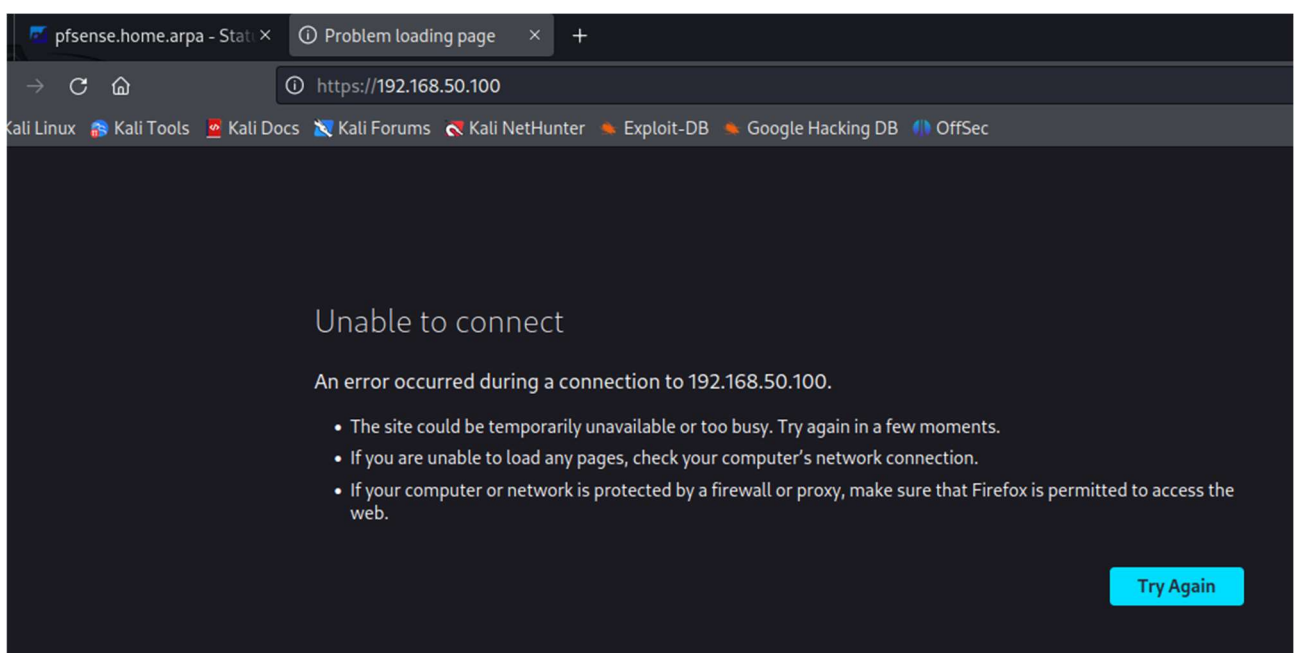 pfsense.home.arpa - Stat
Problem loading page
https://192.168.50.100
Kali Linux Kali Tools Kali Docs Kali Forums Kali NetHunter Exploit-DB Google Hacking DB OffSec
Unable to connect
An error occurred during a connection to 192.168.50.100.
• The site could be temporarily unavailable or too busy. Try again in a few moments.
• If you are unable to load any pages, check your computer’s network connection.
• If your computer or network is protected by a firewall or proxy, make sure that Firefox is permitted to access the
web.
Try Again